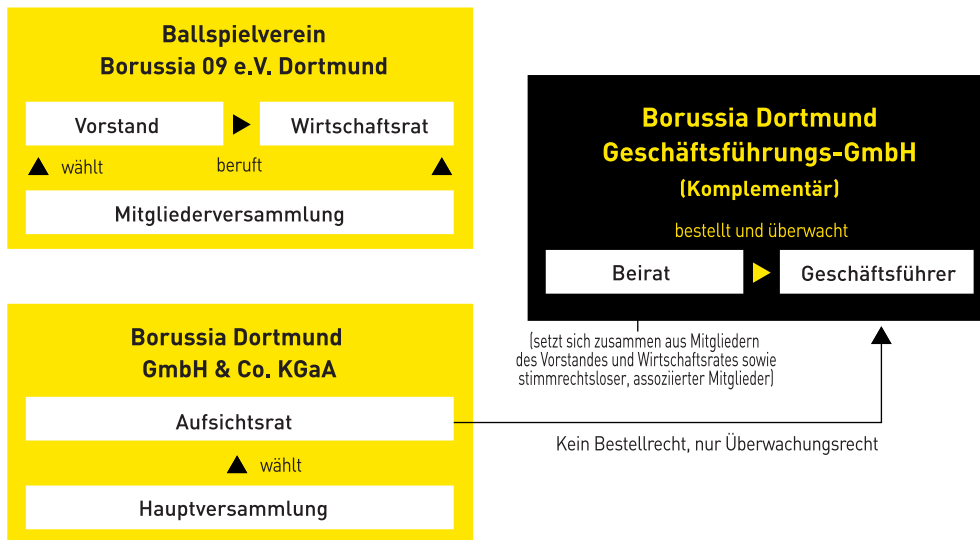 Ballspielverein
Borussia 09 e.V. Dortmund
Vorstand
Wirtschaftsrat
wählt
beruft
Mitgliederversammlung
Borussia Dortmund
Geschäftsführungs-GmbH
(Komplementär)
bestellt und überwacht
Beirat
Geschäftsführer
(setzt sich zusammen aus Mitgliedern
des Vorstandes und Wirtschaftsrates sowie
stimmrechtsloser, assoziierter Mitglieder)
Borussia Dortmund
GmbH & Co. KGaA
Aufsichtsrat
Kein Bestellrecht, nur Überwachungsrecht
wählt
Hauptversammlung